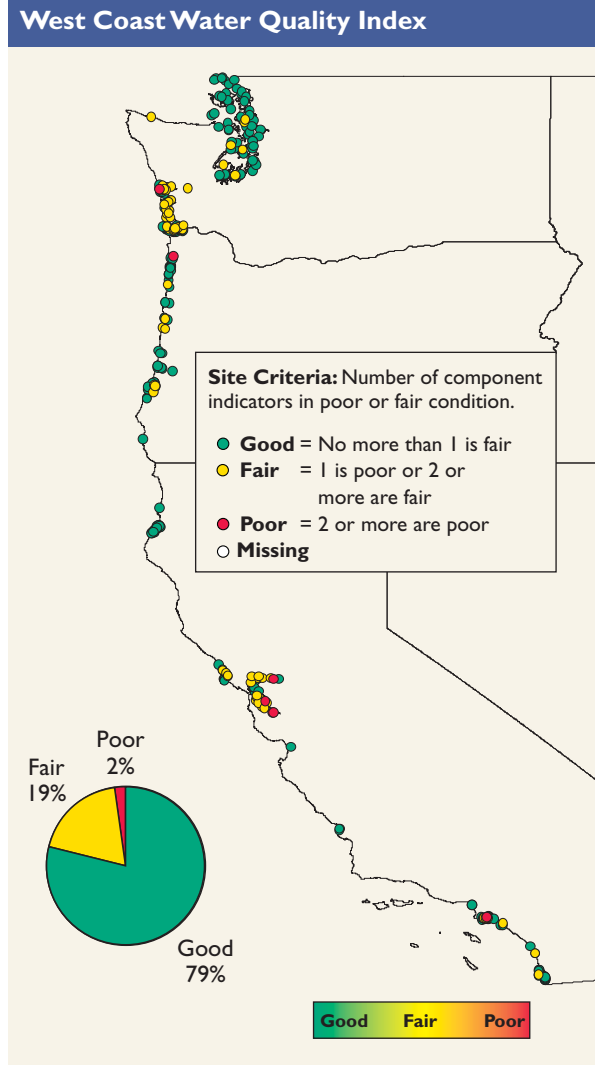 West Coast Water Quality Index
Site Criteria: Number of component
indicators in poor or fair condition.
Good = No more than 1 is fair
Fair = 1 is poor or 2 or
more are fair
Poor = 2 or more are poor
Missing
Poor
2%
Fair
19%
Good
79%
Good Fair Poor